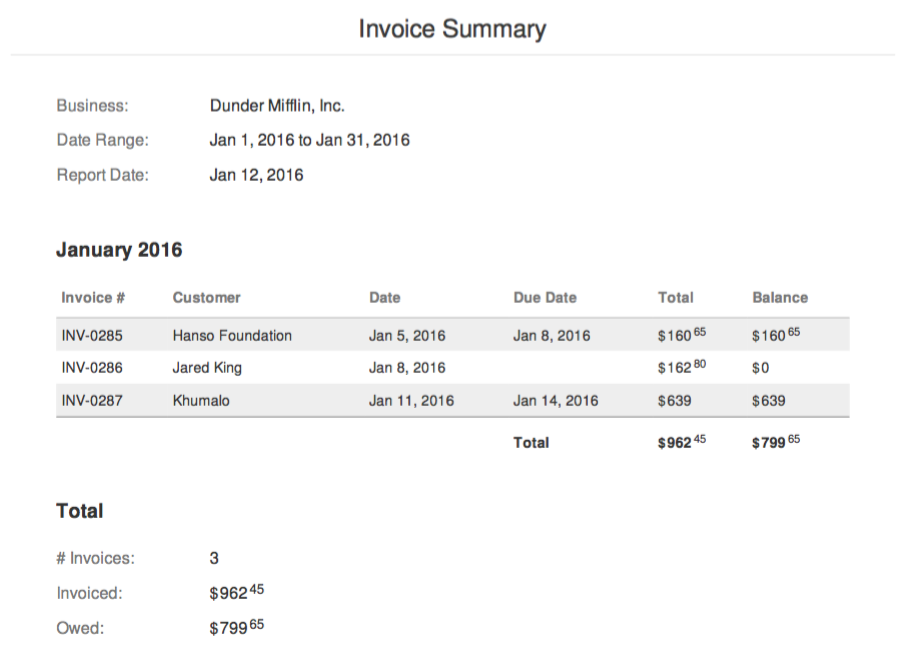 Invoice Summary
Business: Dunder Mifflin, Inc.
Date Range: Jan 1, 2016 to Jan 31, 2016
Report Date: Jan 12, 2016
January 2016
Invoice # Customer Date Due Date Total Balance
INV-0285 Hanso Foundation Jan 5, 2016 Jan 8, 2016 $160 65 $160 65
INV-0286 Jared King Jan 8, 2016 $162 80 $0
INV-0287 Khumalo Jan 11, 2016 Jan 14, 2016 $639 $639
Total $962 45 $799 65
Total
# Invoices: 3
Invoiced: $962 45
Owed: $799 65